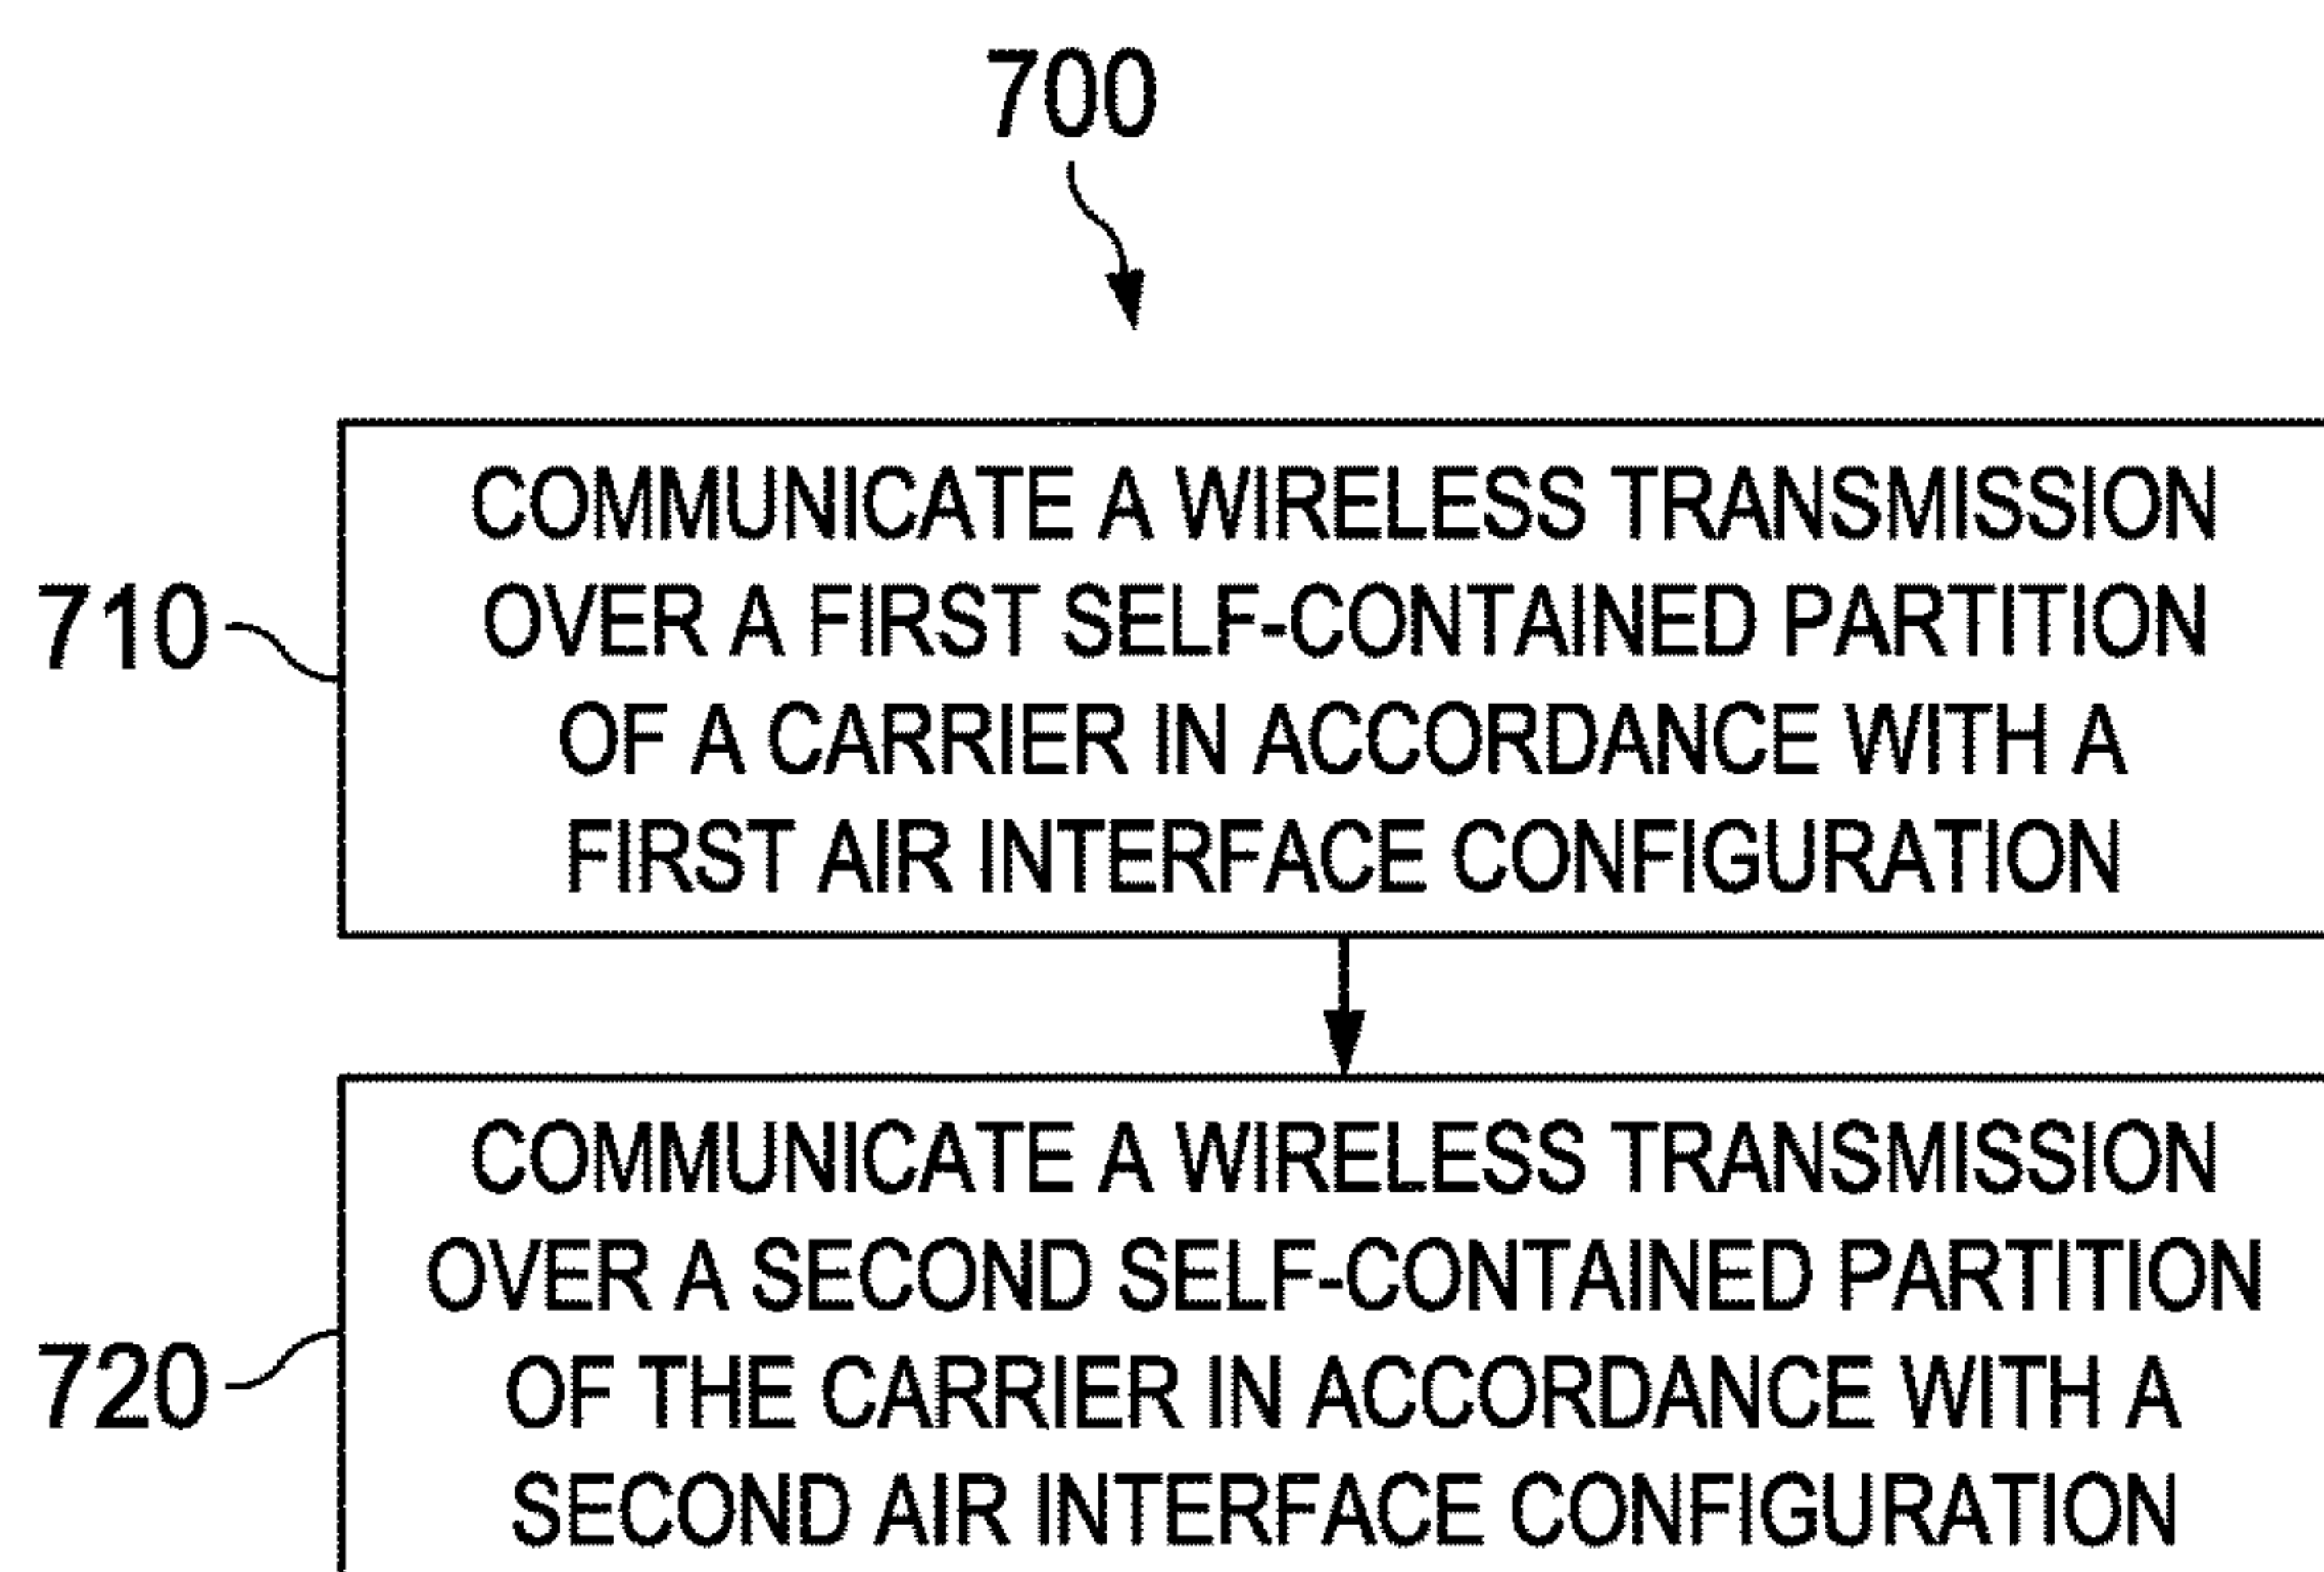 700
710
COMMUNICATE A WIRELESS TRANSMISSION
OVER A FIRST SELF-CONTAINED PARTITION
OF A CARRIER IN ACCORDANCE WITH A
FIRST AIR INTERFACE CONFIGURATION
720
COMMUNICATE A WIRELESS TRANSMISSION
OVER A SECOND SELF-CONTAINED PARTITION
OF THE CARRIER IN ACCORDANCE WITH A
SECOND AIR INTERFACE CONFIGURATION